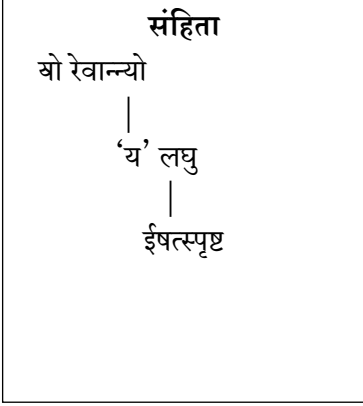 संहिता
ॺो रेवान्न्यो
‘य’ लघु
ईषत्स्पृष्ट